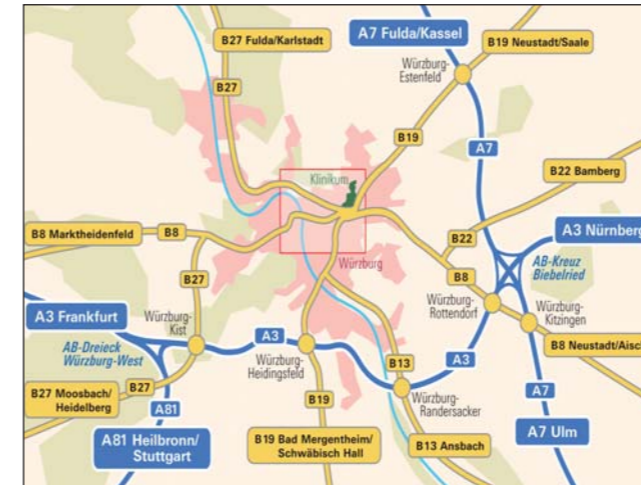 B27 Fulda/Karlstadt
A7 Fulda/Kassel
B19 Neustadt/Saale
Würzburg-
Estenfeld
B27
B19
A7
B22 Bamberg
Klinikum
B8 Marktheidenfeld
B8
B22
A3 Nürnberg
Würzburg
AB-Kreuz
Biebelried
B27
B8
A3 Frankfurt
Würzburg-
Kist
Würzburg-
Rottendorf
Würzburg-
Kitzingen
AB-Dreieck
Würzburg-West
A3
Würzburg-
Heidingsfeld
B13
A3
B8 Neustadt/Aisch
B27 Moosbach/
Heidelberg
B27
A81
B19
Würzburg-
Randersacker
A7
A81 Heilbronn/
Stuttgart
B19 Bad Mergentheim/
Schwäbisch Hall
B13 Ansbach
A7 Ulm